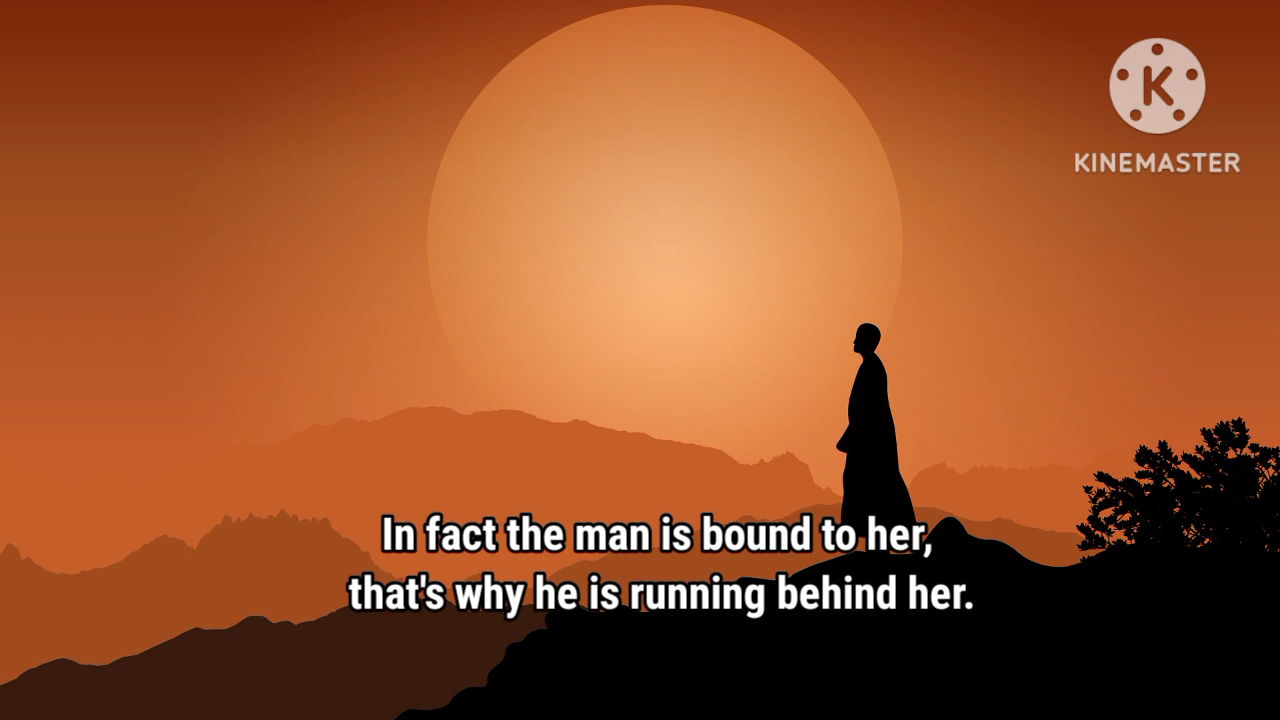 K
KINEMASTER
In fact the man is bound to her,
that's why he is running behind her.